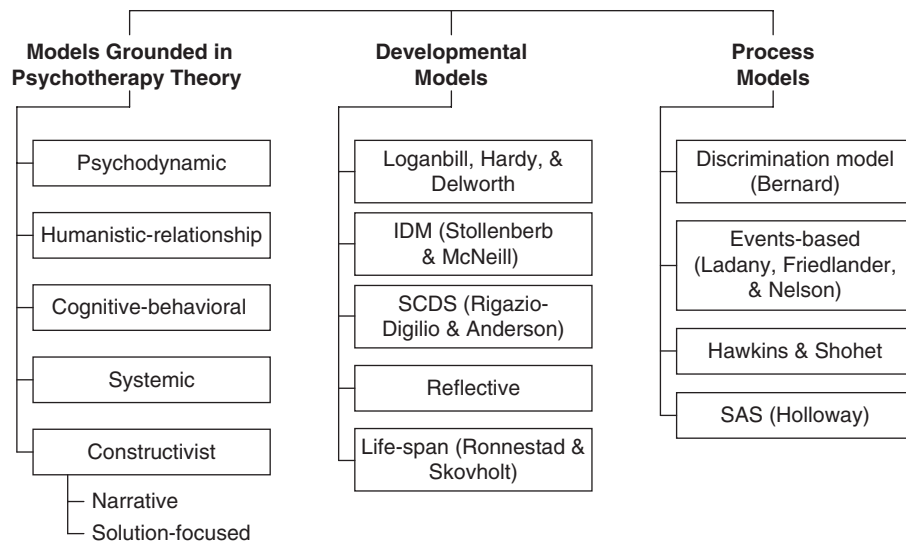 Models Grounded in
Psychotherapy Theory
Psychodynamic
Humanistic-relationship
Cognitive-behavioral
Systemic
Constructivist
Narrative
Solution-focused
Developmental
Models
Loganbill, Hardy, &
Delworth
IDM (Stollenberb
& McNeill)
SCDS (Rigazio-
Digilio & Anderson)
Reflective
Life-span (Ronnestad &
Skovholt)
Process
Models
Discrimination model
(Bernard)
Events-based
(Ladany, Friedlander,
& Nelson)
Hawkins & Shohet
SAS (Holloway)